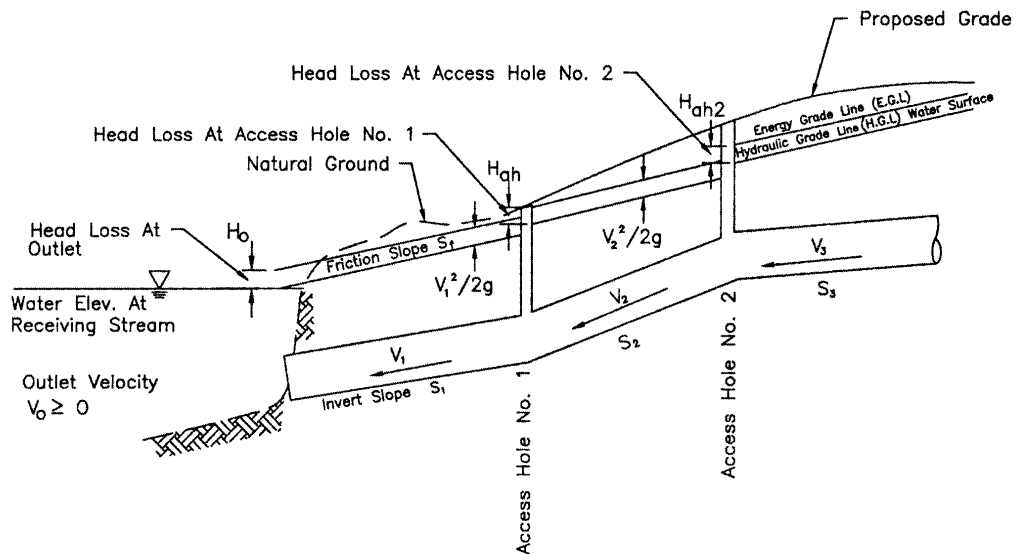 Proposed Grade
Head Loss At Access Hole No. 2
Hah2
Energy Grade Line (E.G.L)
Hydraulic Grade Line (H.G.L) Water Surface
Head Loss At Access Hole No. 1
Natural Ground
Hah
Head Loss At
Outlet
Ho
Friction Slope Sf
V₁²/2g
V₂²/2g
Water Elev. At
Receiving Stream
V₃
S₃
V₂
S₂
V₁
Invert Slope S₁
Outlet Velocity
Vo ≥ 0
Access Hole No. 1
Access Hole No. 2